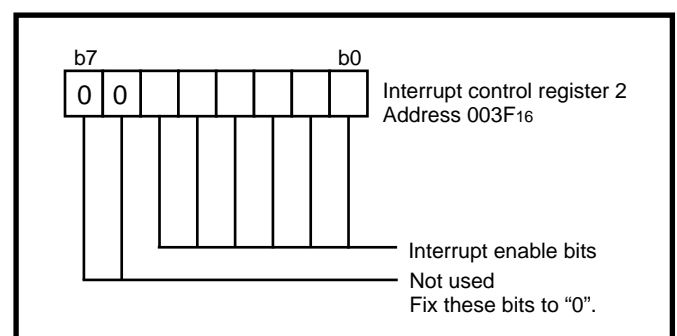 b7 b0
0 0
Interrupt control register 2
Address 003F16
Interrupt enable bits
Not used
Fix these bits to “0”.